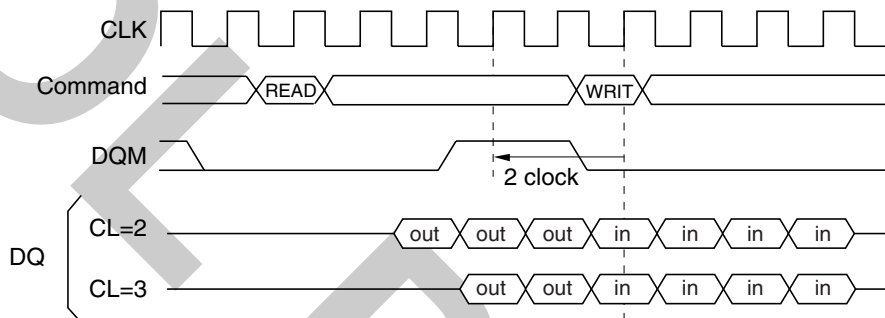 CLK
Command READ WRIT
DQM
2 clock
CL=2 out out out in in in in
DQ
CL=3 out out in in in in